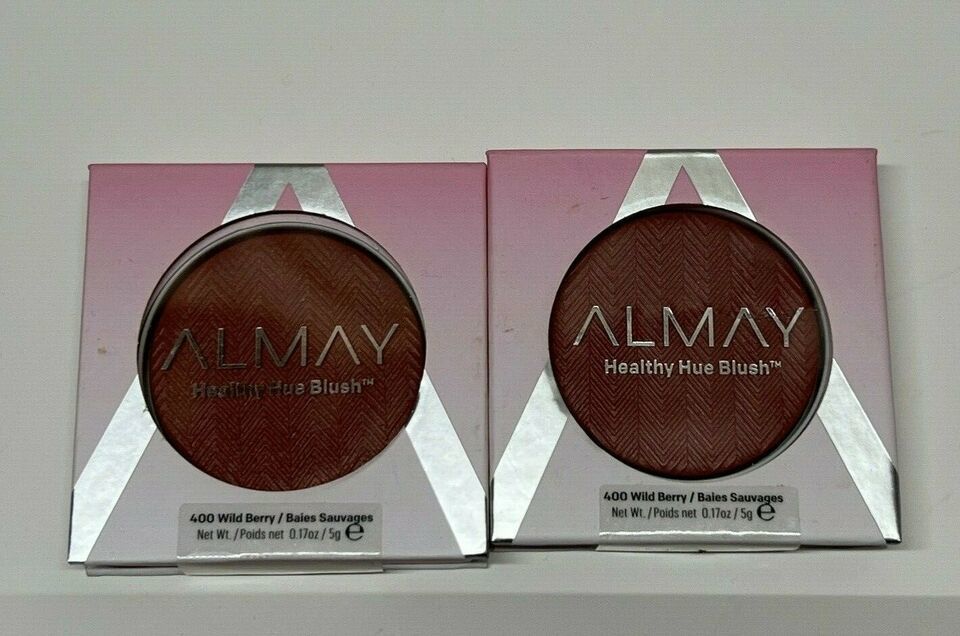 ALMAY
Healthy Hue Blush™
400 Wild Berry / Baies Sauvages
Net Wt. / Poids net 0.17oz / 5g ℮
ALMAY
Healthy Hue Blush™
400 Wild Berry / Baies Sauvages
Net Wt. / Poids net 0.17oz / 5g ℮